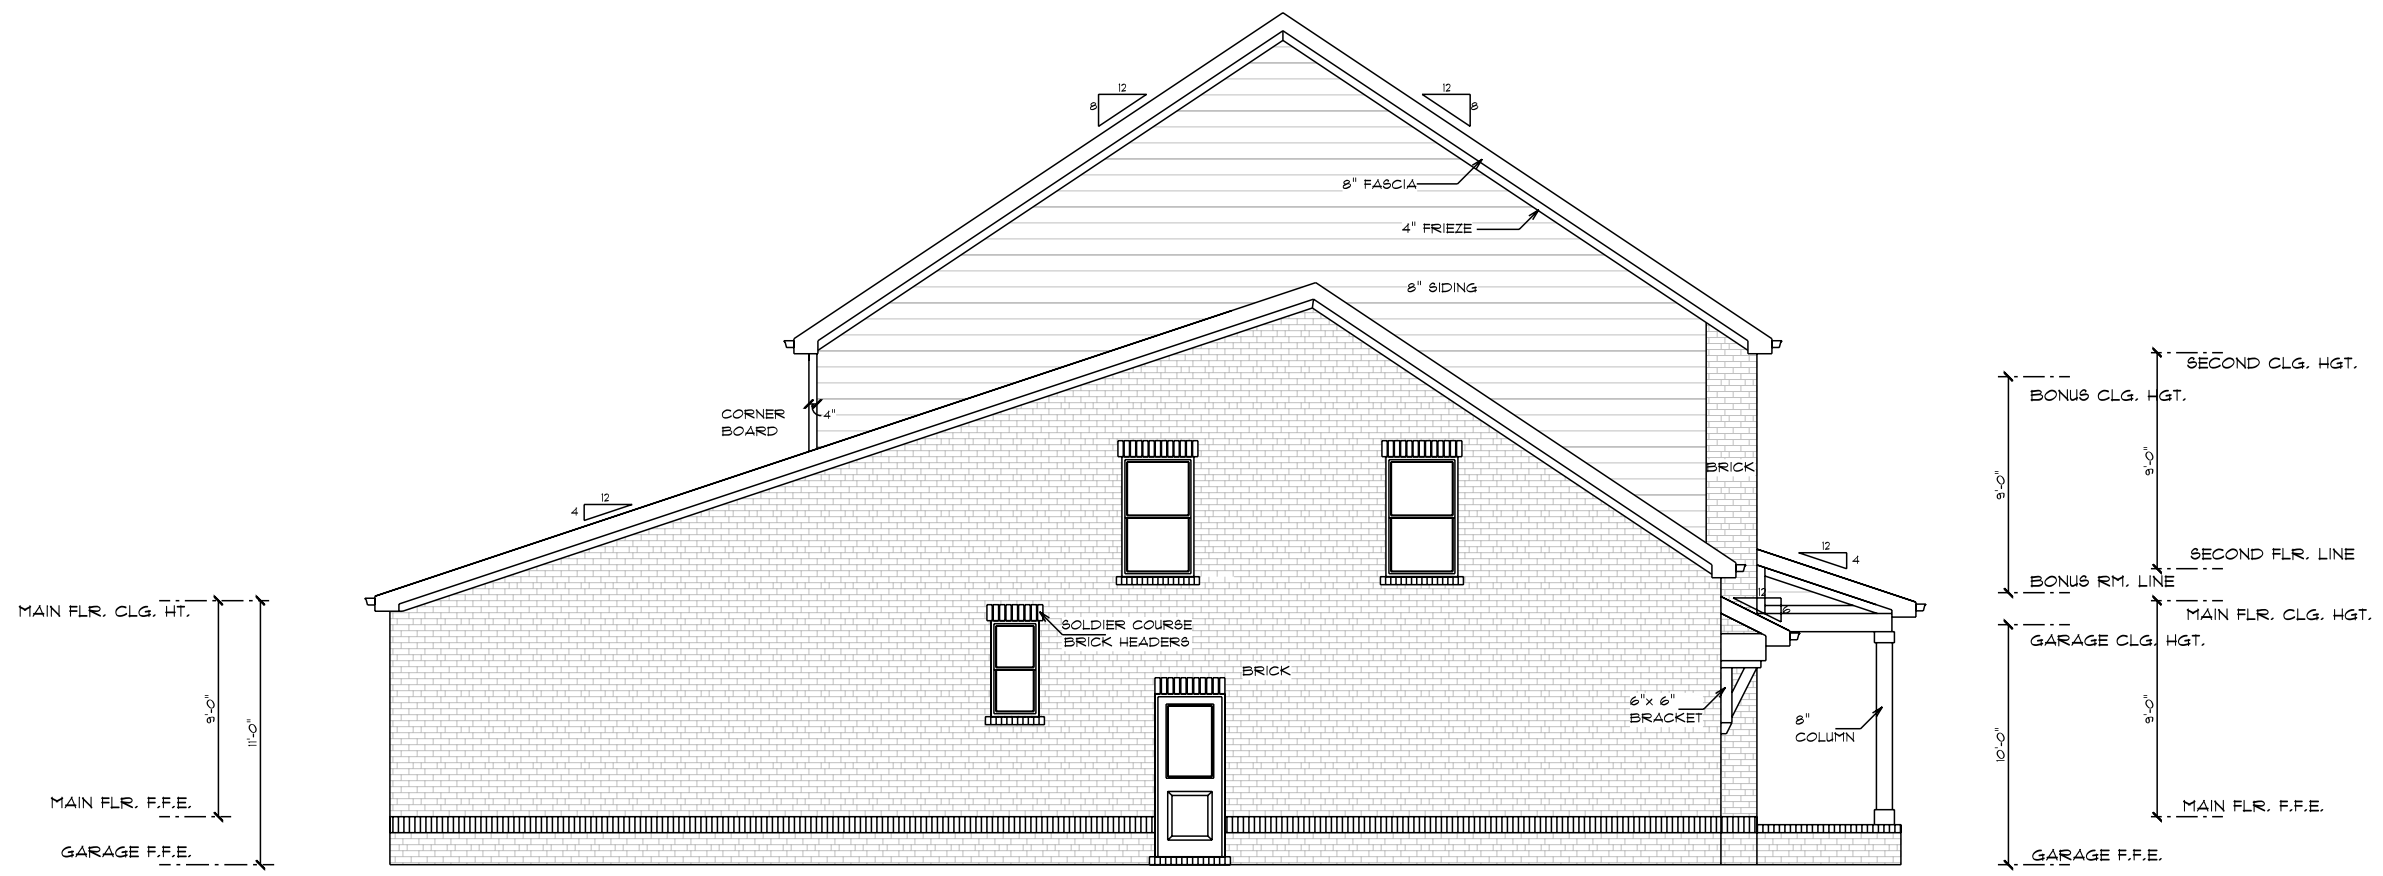 12
8
12
8
8" FASCIA
4" FRIEZE
8" SIDING
SECOND CLG. HGT.
BONUS CLG. HGT.
CORNER
BOARD
4"
BRICK
9'-0"
9'-0"
12
4
12
4
SECOND FLR. LINE
BONUS RM. LINE
12
6
MAIN FLR. CLG. HT.
MAIN FLR. CLG. HGT.
SOLDIER COURSE
BRICK HEADERS
GARAGE CLG. HGT.
BRICK
6"x 6"
BRACKET
8"
COLUMN
9'-0"
11'-0"
10'-0"
9'-0"
MAIN FLR. F.F.E.
MAIN FLR. F.F.E.
GARAGE F.F.E.
GARAGE F.F.E.